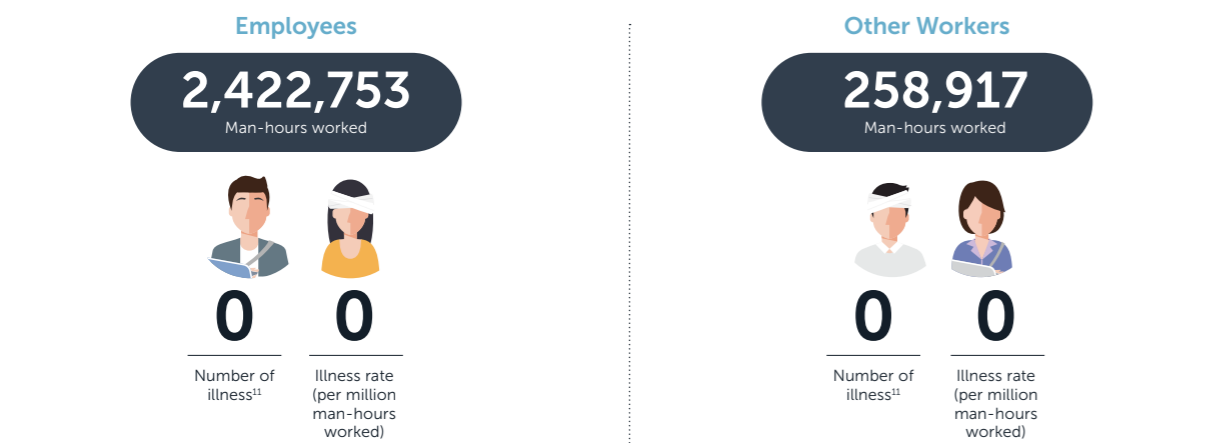 Employees
2,422,753
Man-hours worked
0
Number of
illness¹¹
0
Illness rate
(per million
man-hours
worked)
Other Workers
258,917
Man-hours worked
0
Number of
illness¹¹
0
Illness rate
(per million
man-hours
worked)